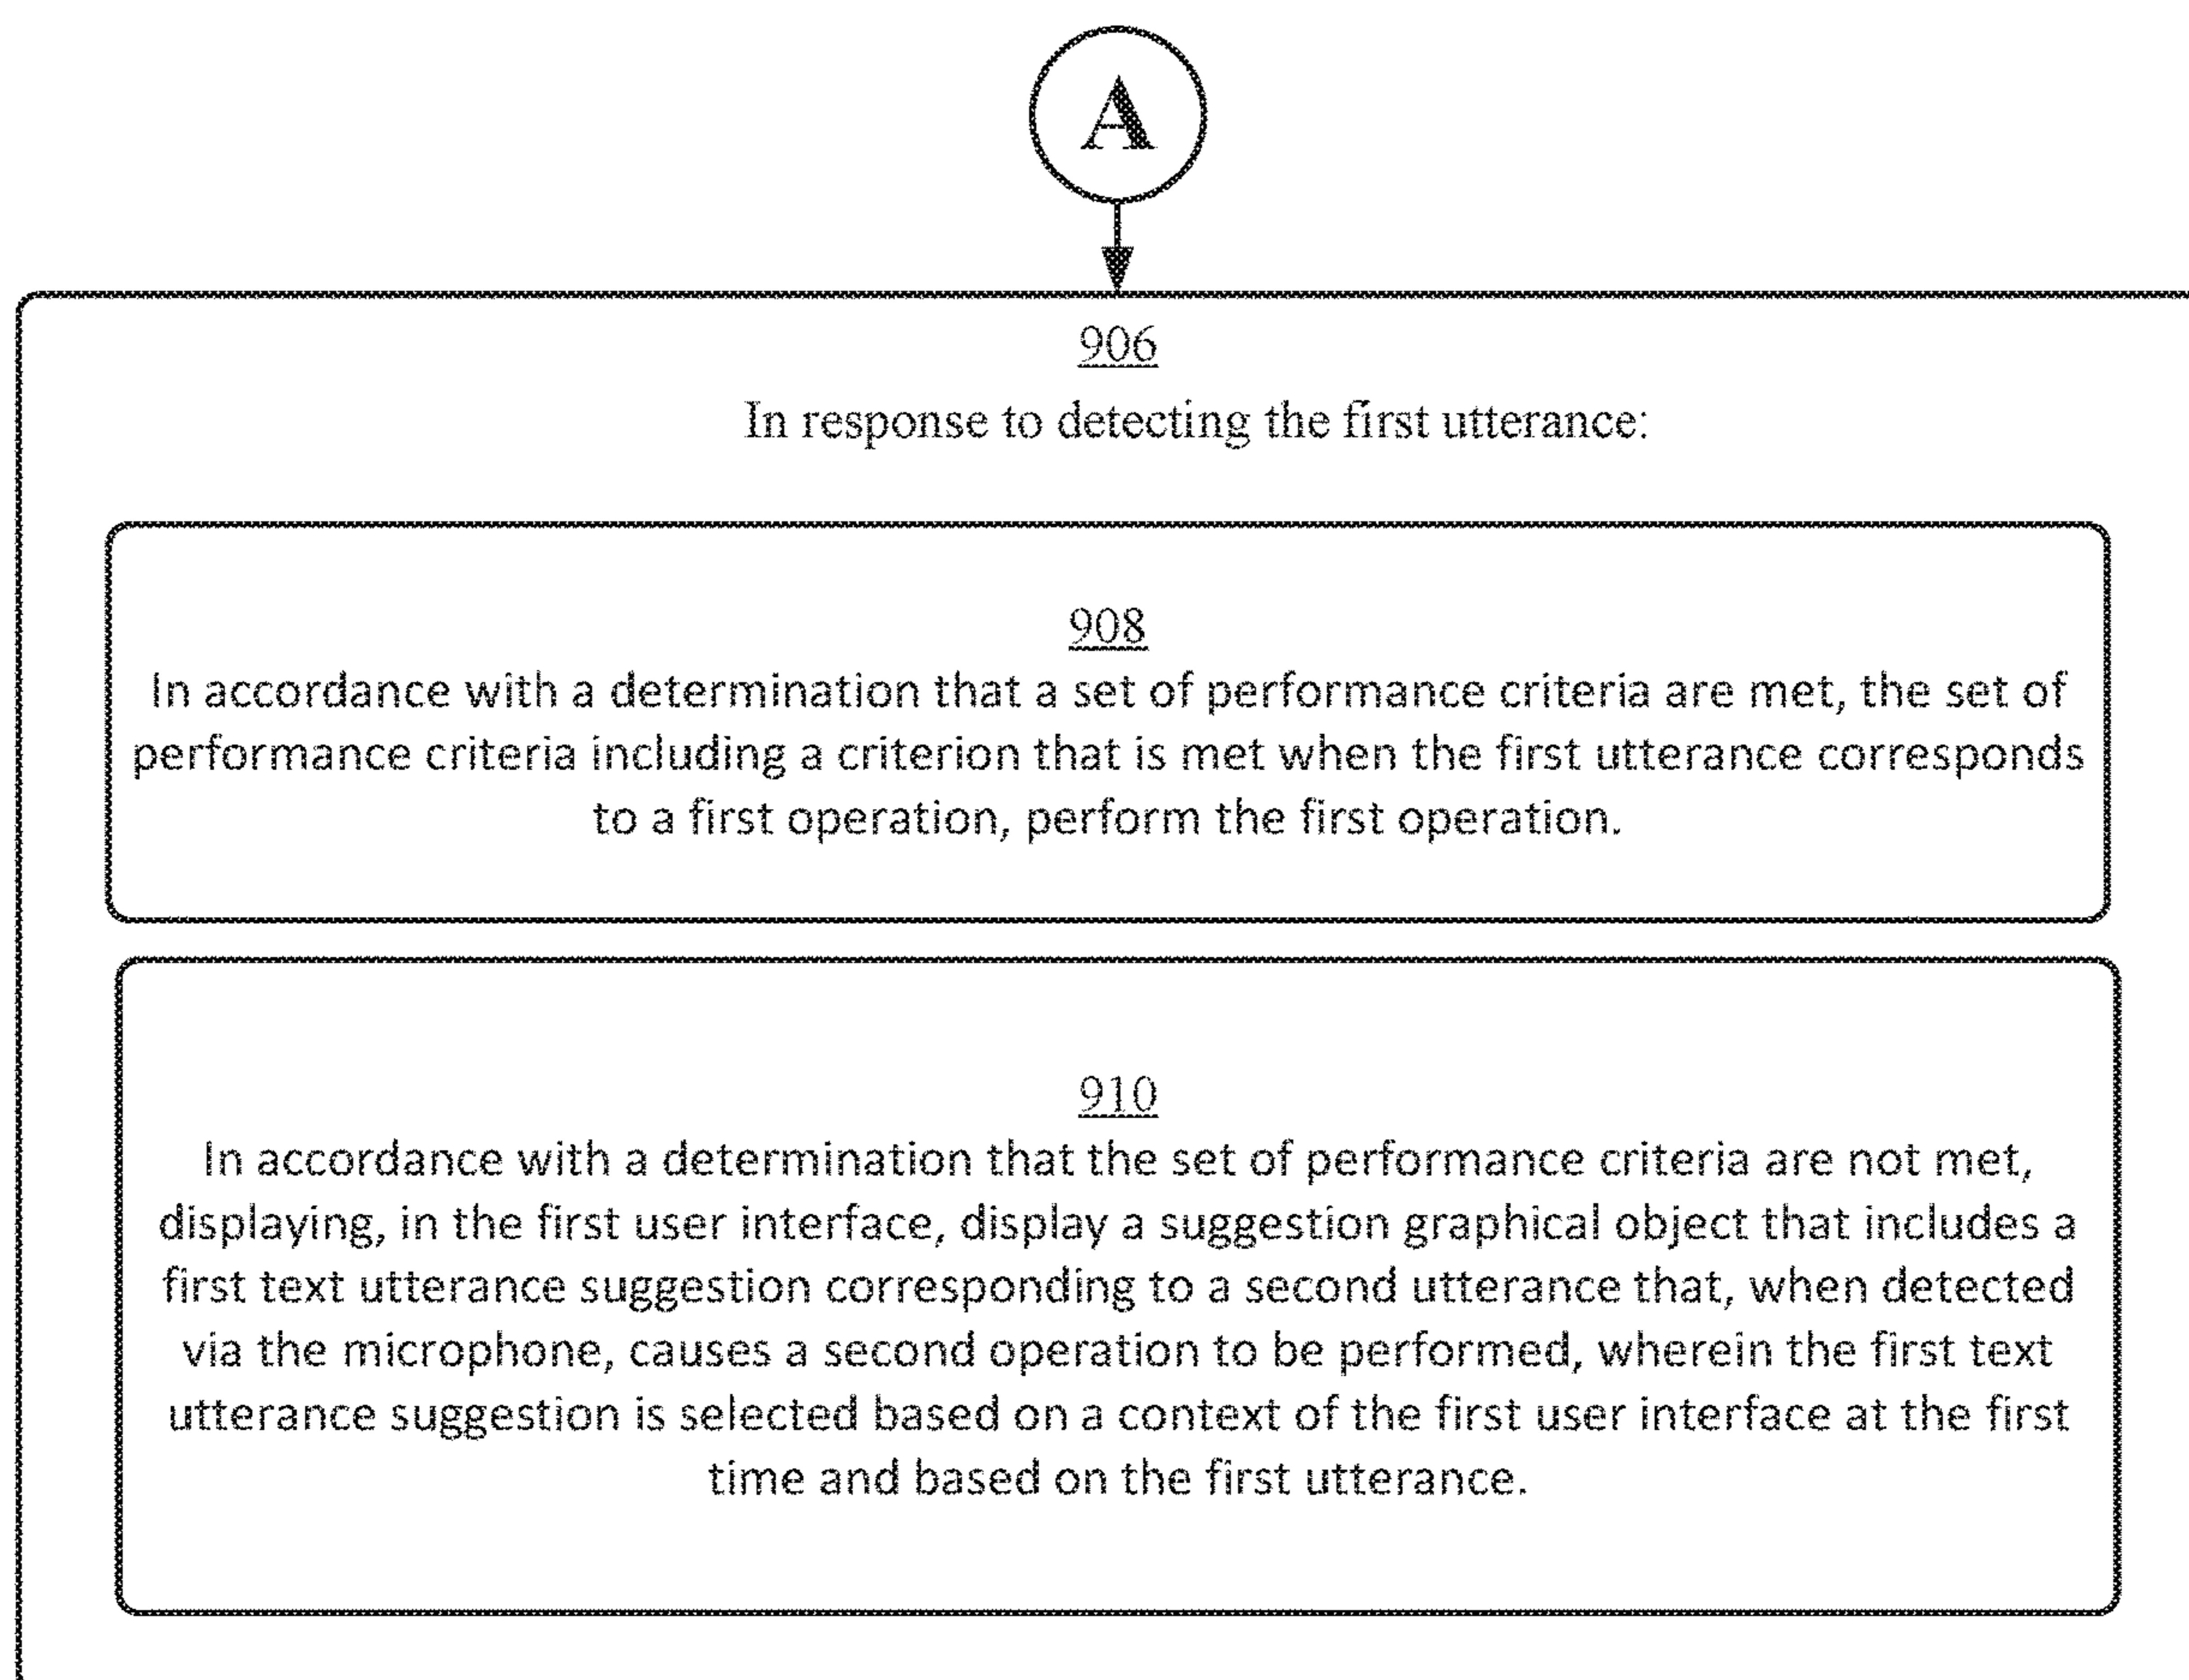 A
906
In response to detecting the first utterance:
908
In accordance with a determination that a set of performance criteria are met, the set of
performance criteria including a criterion that is met when the first utterance corresponds
to a first operation, perform the first operation.
910
In accordance with a determination that the set of performance criteria are not met,
displaying, in the first user interface, display a suggestion graphical object that includes a
first text utterance suggestion corresponding to a second utterance that, when detected
via the microphone, causes a second operation to be performed, wherein the first text
utterance suggestion is selected based on a context of the first user interface at the first
time and based on the first utterance.